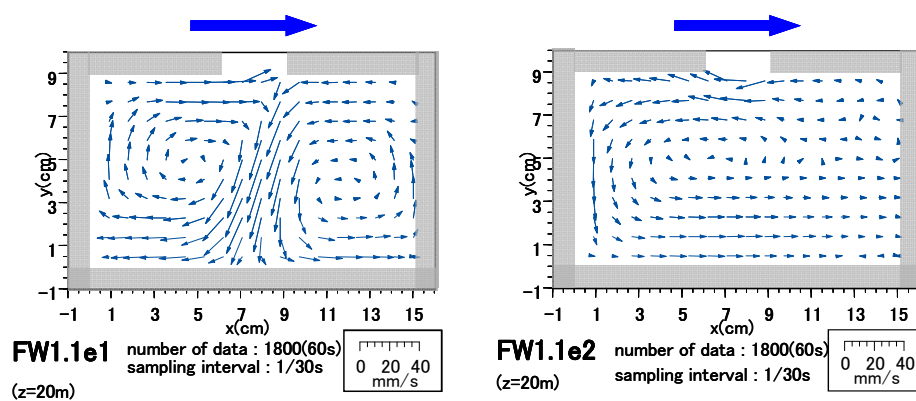 9
7
5
3
1
-1
y(cm)
-1 1 3 5 7 9 11 13 15
x(cm)
FW1.1e1
number of data : 1800(60s)
sampling interval : 1/30s
(z=20m)
0 20 40
mm/s
9
7
5
3
1
-1
y(cm)
-1 1 3 5 7 9 11 13 15
x(cm)
FW1.1e2
number of data : 1800(60s)
sampling interval : 1/30s
(z=20m)
0 20 40
mm/s